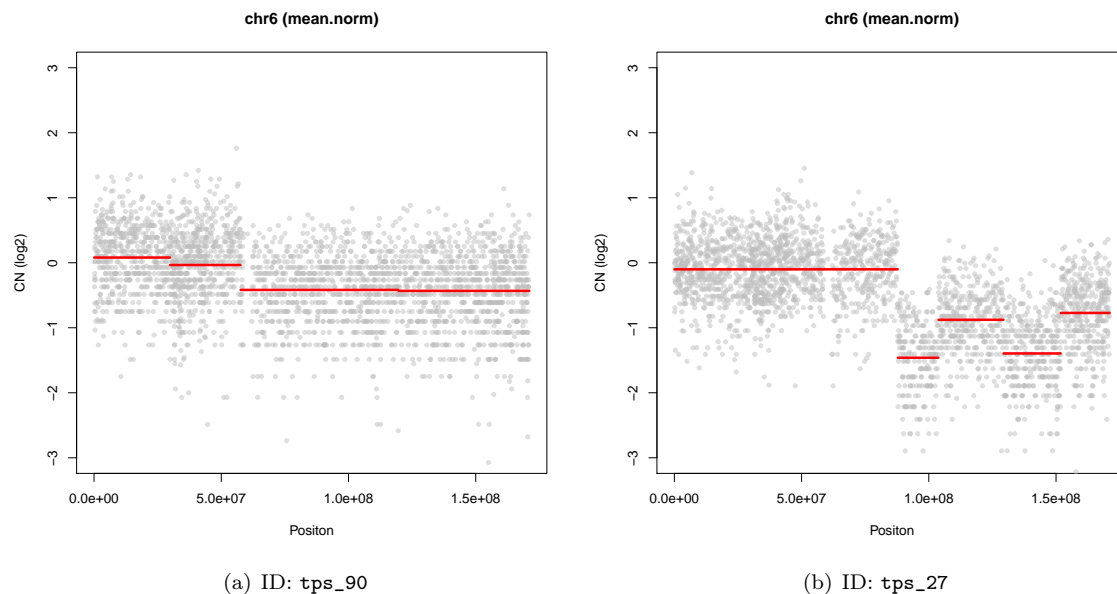 chr6 (mean.norm)
3
2
1
0
−1
−2
−3
CN (log2)
0.0e+00
5.0e+07
1.0e+08
1.5e+08
Positon
(a) ID: tps_90
chr6 (mean.norm)
3
2
1
0
−1
−2
−3
CN (log2)
0.0e+00
5.0e+07
1.0e+08
1.5e+08
Positon
(b) ID: tps_27